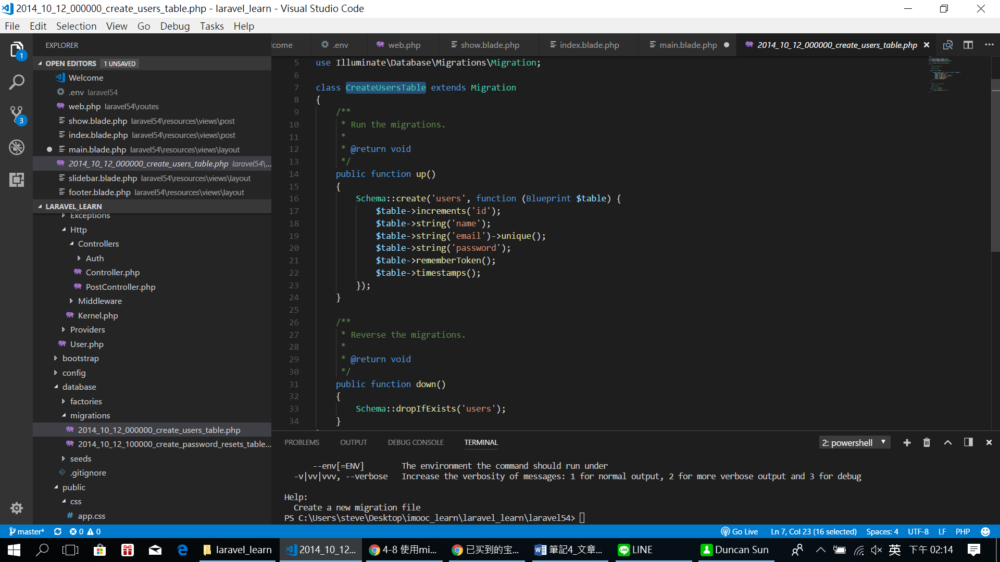 2014_10_12_000000_create_users_table.php - laravel_learn - Visual Studio Code
File Edit Selection View Go Debug Tasks Help
1
3
EXPLORER
OPEN EDITORS 1 UNSAVED
Welcome
.env laravel54
web.php laravel54\routes
show.blade.php laravel54\resources\views\post
index.blade.php laravel54\resources\views\post
main.blade.php laravel54\resources\views\layout
2014_10_12_000000_create_users_table.php laravel54\...
slidebar.blade.php laravel54\resources\views\layout
footer.blade.php laravel54\resources\views\layout
LARAVEL_LEARN
Exceptions
Http
Controllers
Auth
Controller.php
PostController.php
Middleware
Kernel.php
Providers
User.php
bootstrap
config
database
factories
migrations
2014_10_12_000000_create_users_table.php
2014_10_12_100000_create_password_resets_table...
seeds
.gitignore
public
css
# app.css
lcome .env web.php show.blade.php index.blade.php main.blade.php 2014_10_12_000000_create_users_table.php
5 use Illuminate\Database\Migrations\Migration;
6
7 class CreateUsersTable extends Migration
8 {
9 /**
10 * Run the migrations.
11 *
12 * @return void
13 */
14 public function up()
15 {
16 Schema::create('users', function (Blueprint $table) {
17 $table->increments('id');
18 $table->string('name');
19 $table->string('email')->unique();
20 $table->string('password');
21 $table->rememberToken();
22 $table->timestamps();
23 });
24 }
25
26 /**
27 * Reverse the migrations.
28 *
29 * @return void
30 */
31 public function down()
32 {
33 Schema::dropIfExists('users');
34 }
PROBLEMS OUTPUT DEBUG CONSOLE TERMINAL 2: powershell
--env[=ENV] The environment the command should run under
-v|vv|vvv, --verbose Increase the verbosity of messages: 1 for normal output, 2 for more verbose output and 3 for debug
Help:
Create a new migration file
PS C:\Users\steve\Desktop\imooc_learn\laravel_learn\laravel54>
master* 0 0 Go Live Ln 7, Col 23 (16 selected) Spaces: 4 UTF-8 LF PHP
laravel_learn 2014_10_12... 4-8 使用mi... 已买到的宝... 筆記4_文章... LINE Duncan Sun 英 下午 02:14